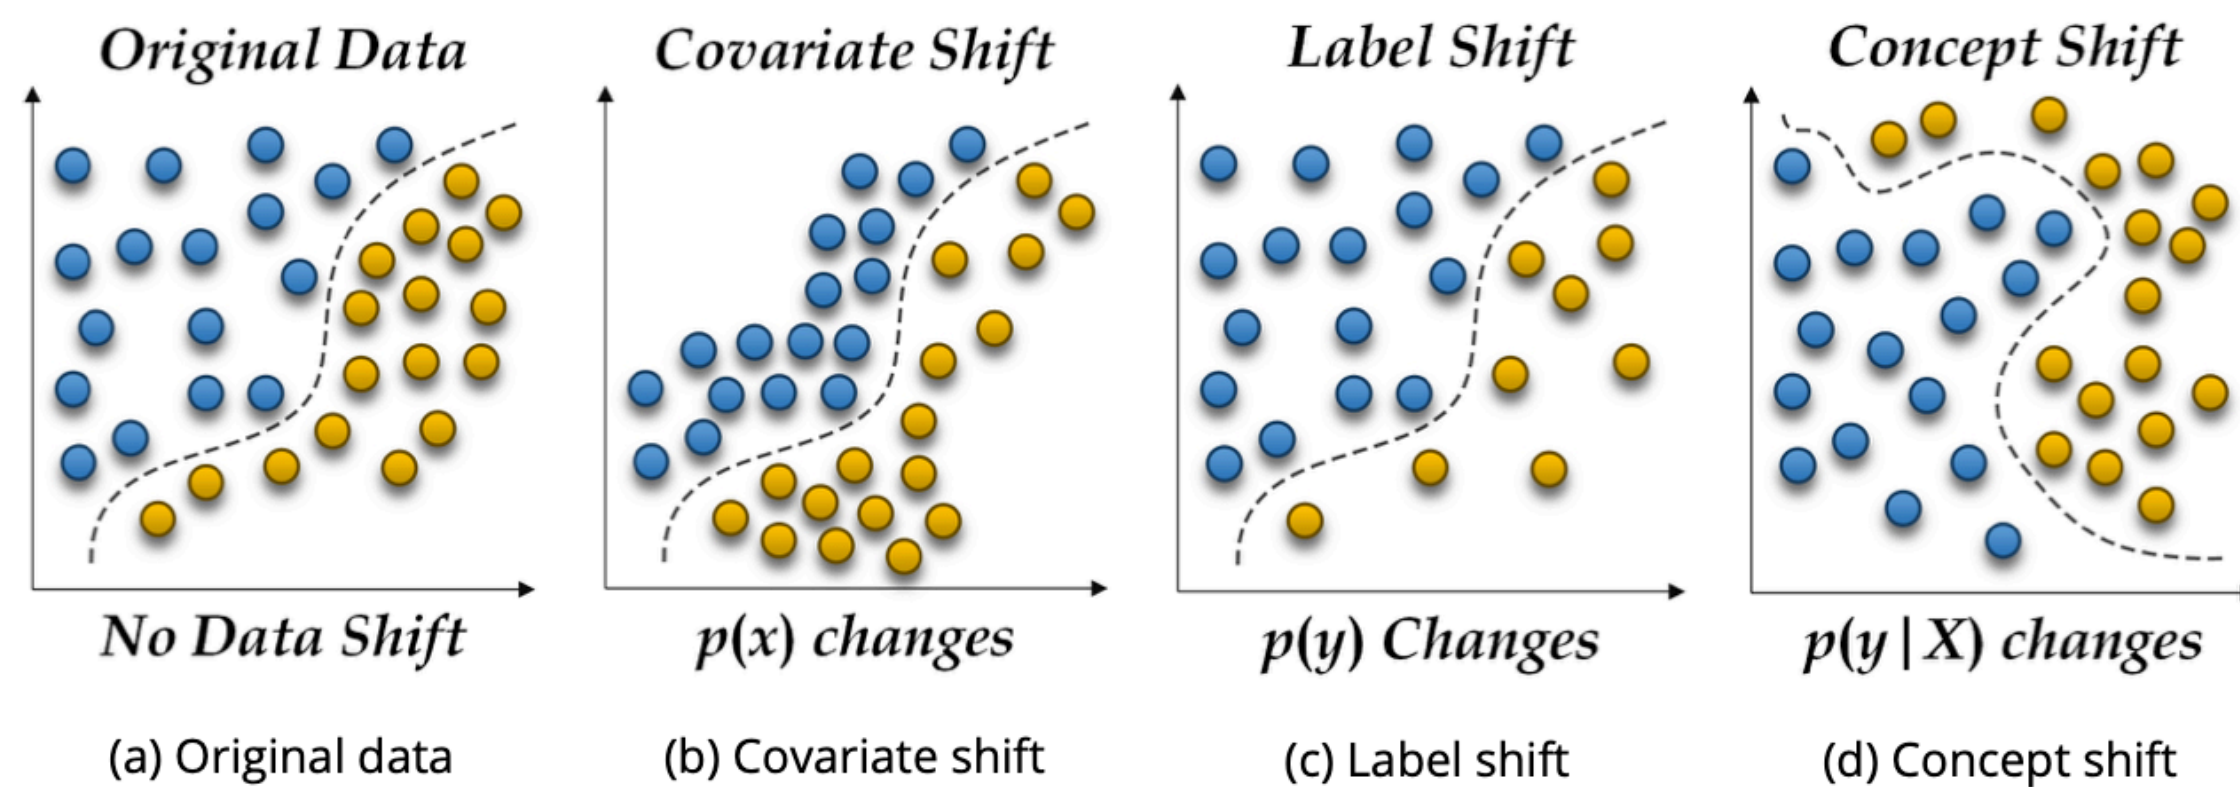 Original Data
Covariate Shift
Label Shift
Concept Shift
No Data Shift
p(x) changes
p(y) Changes
p(y|X) changes
(a) Original data
(b) Covariate shift
(c) Label shift
(d) Concept shift